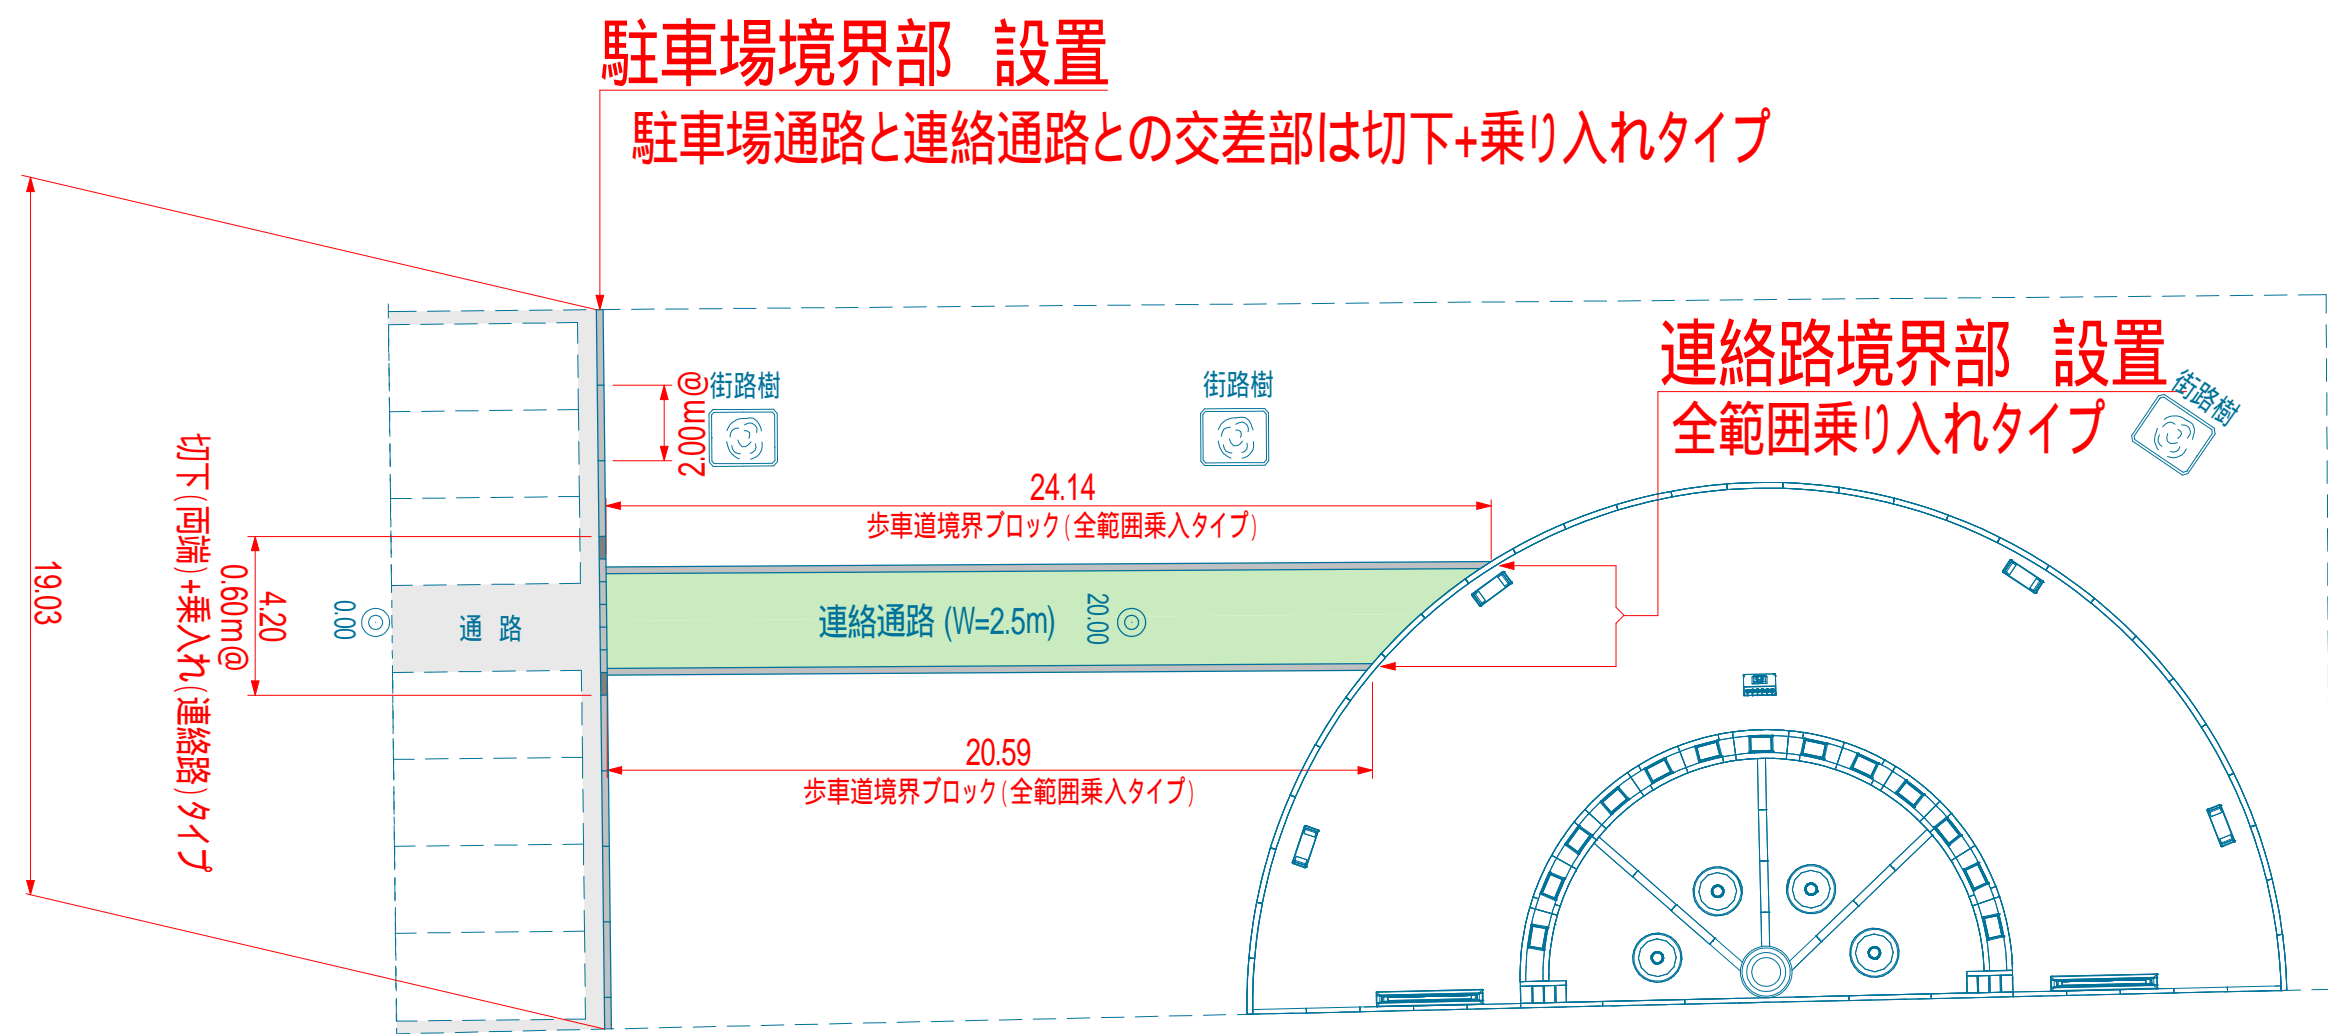 駐車場境界部　設置
駐車場通路と連絡通路との交差部は切下+乗り入れタイプ
連絡路境界部　設置
全範囲乗り入れタイプ
街路樹
街路樹
街路樹
2.00m@
24.14
歩車道境界ブロック(全範囲乗入タイプ)
19.03
切下(両端)+乗入れ(連絡路)タイプ
0.60m@
4.20
0.00
通 路
連絡通路 (W=2.5m)
20.00
20.59
歩車道境界ブロック(全範囲乗入タイプ)